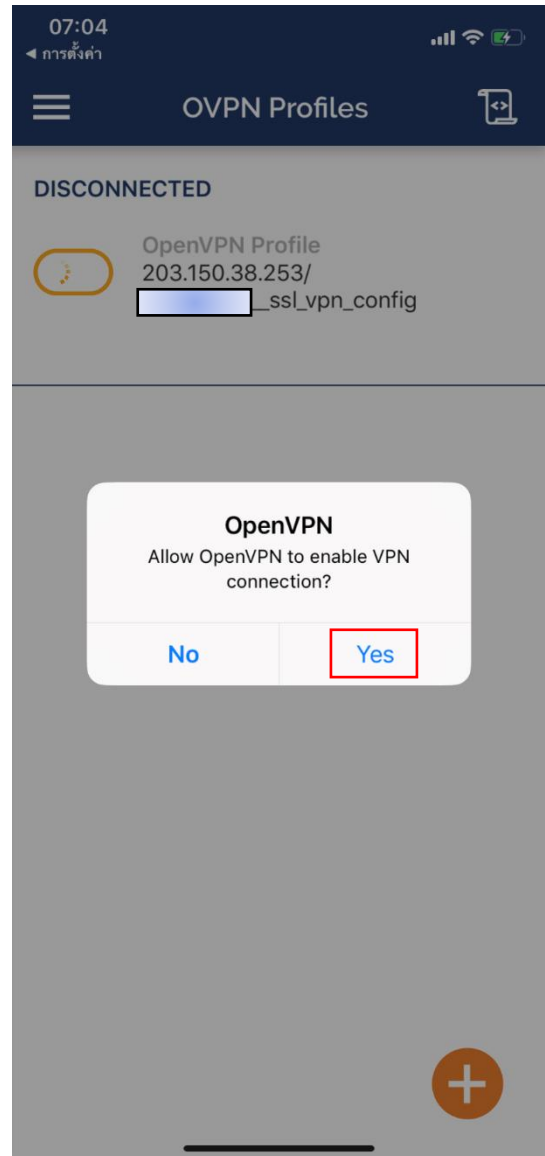 07:04
◀ การตั้งค่า
OVPN Profiles
DISCONNECTED
OpenVPN Profile
203.150.38.253/
__ssl_vpn_config
OpenVPN
Allow OpenVPN to enable VPN
connection?
No
Yes